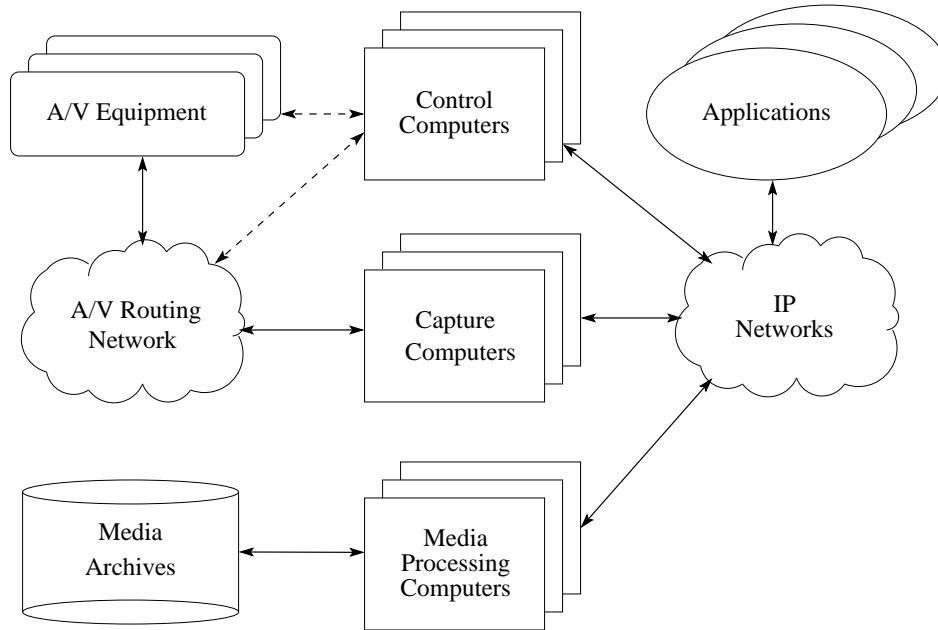 A/V Equipment
Control
Computers
Applications
A/V Routing
Network
Capture
Computers
IP
Networks
Media
Archives
Media
Processing
Computers